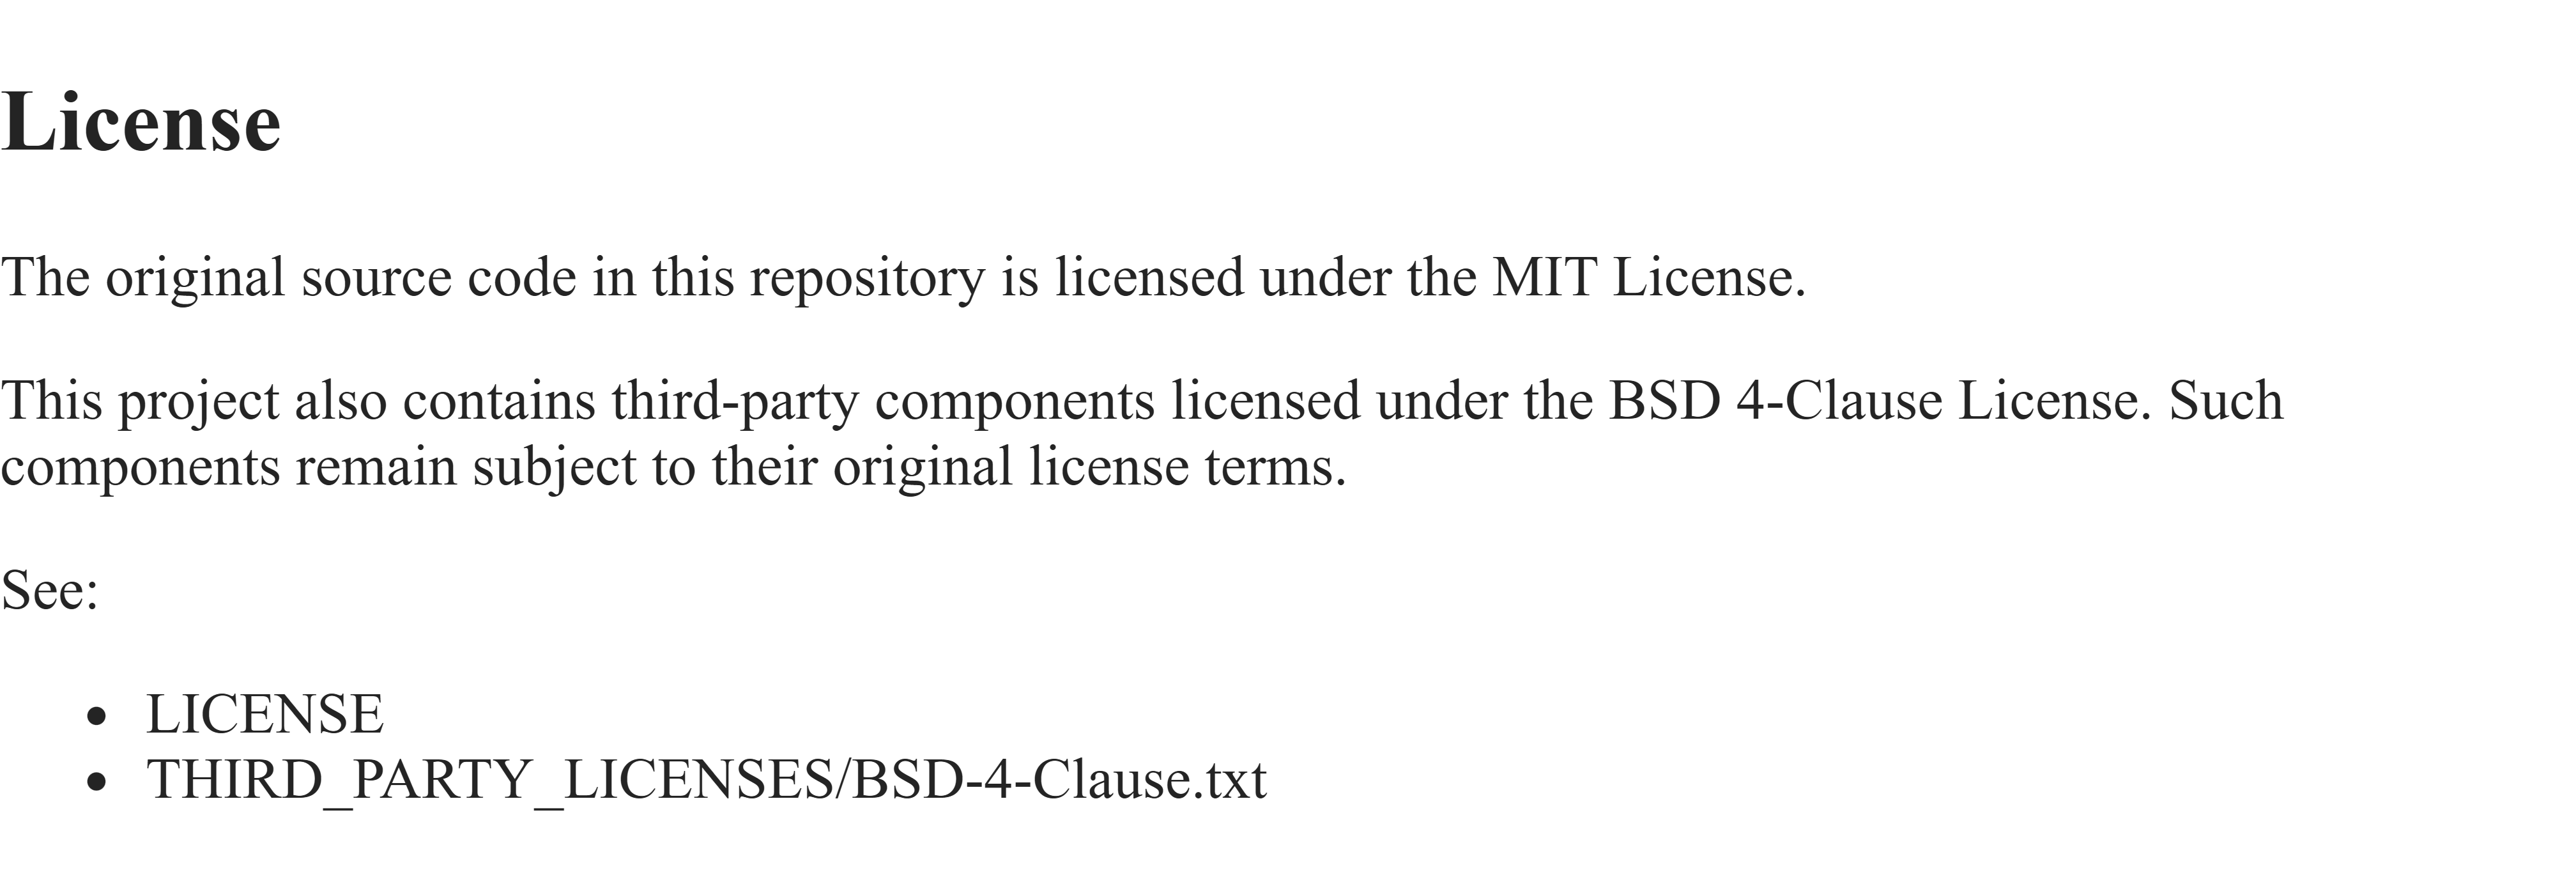 License
The original source code in this repository is licensed under the MIT License.
This project also contains third-party components licensed under the BSD 4-Clause License. Such
components remain subject to their original license terms.
See:
• LICENSE
• THIRD_PARTY_LICENSES/BSD-4-Clause.txt